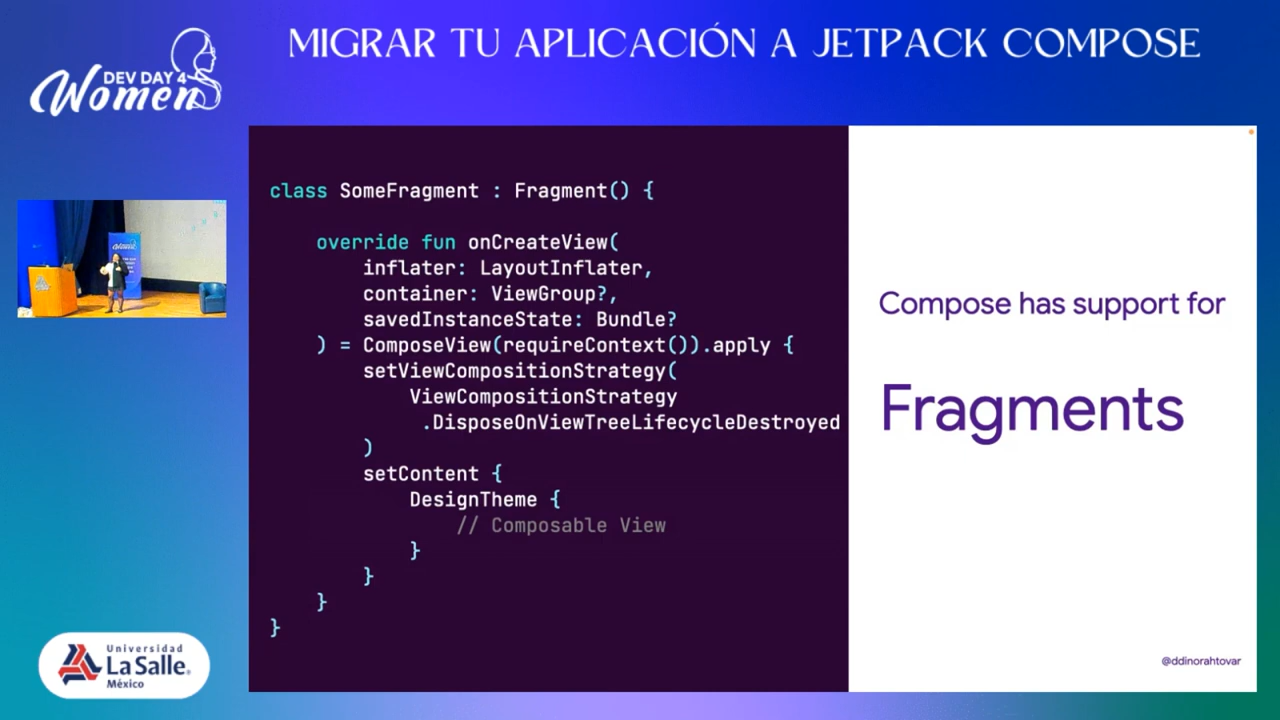 MIGRAR TU APLICACIÓN A JETPACK COMPOSE
DEV DAY 4
Women
class SomeFragment : Fragment() {
override fun onCreateView(
inflater: LayoutInflater,
container: ViewGroup?,
savedInstanceState: Bundle?
) = ComposeView(requireContext()).apply {
setViewCompositionStrategy(
ViewCompositionStrategy
.DisposeOnViewTreeLifecycleDestroyed
)
setContent {
DesignTheme {
// Composable View
}
}
}
}
Compose has support for
Fragments
@ddinorahtovar
Universidad
La Salle®
México